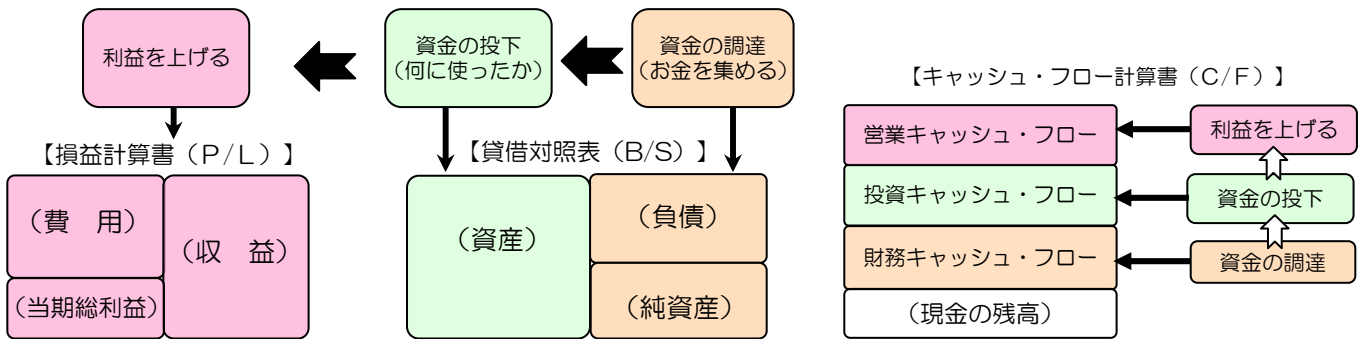 利益を上げる
資金の投下
(何に使ったか)
資金の調達
(お金を集める)
【損益計算書(P/L)】
(費 用)
(当期総利益)
(収 益)
【貸借対照表(B/S)】
(資産)
(負債)
(純資産)
【キャッシュ・フロー計算書(C/F)】
営業キャッシュ・フロー
利益を上げる
投資キャッシュ・フロー
資金の投下
財務キャッシュ・フロー
資金の調達
(現金の残高)